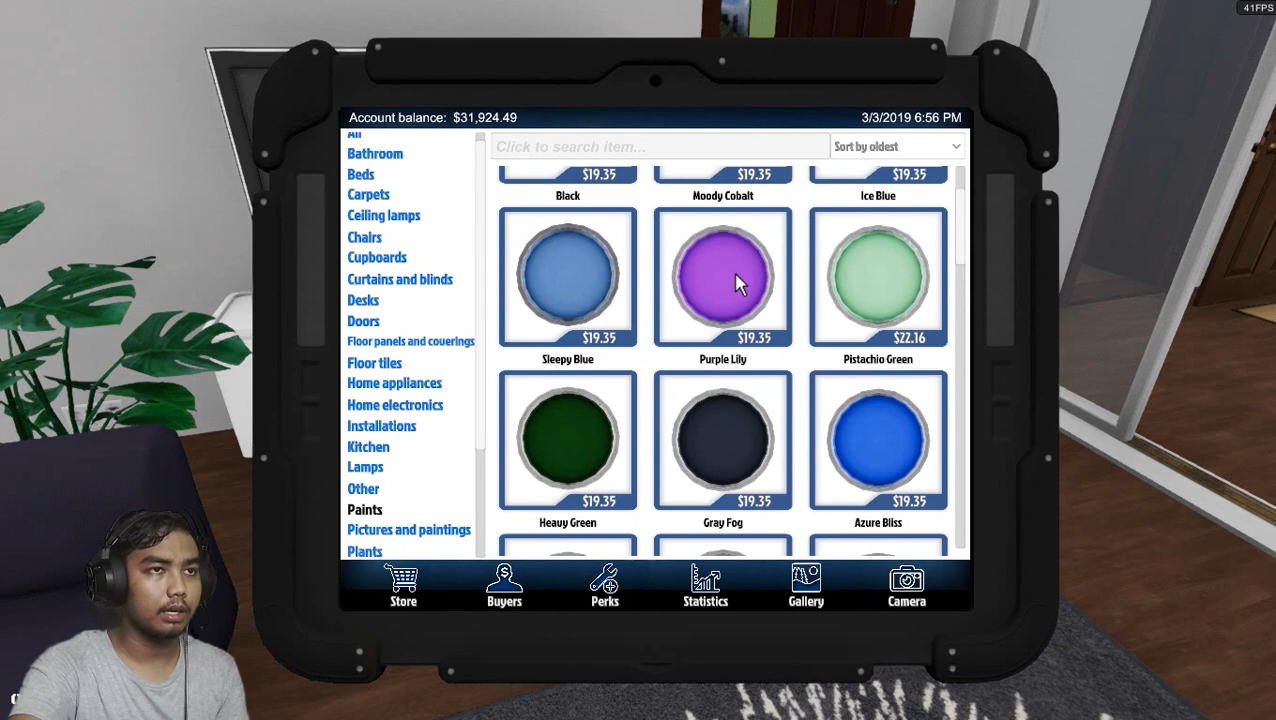 41FPS
Account balance: $31,924.49
3/3/2019 6:56 PM
All
Bathroom
Beds
Carpets
Ceiling lamps
Chairs
Cupboards
Curtains and blinds
Desks
Doors
Floor panels and coverings
Floor tiles
Home appliances
Home electronics
Installations
Kitchen
Lamps
Other
Paints
Pictures and paintings
Plants
Click to search item...
Sort by oldest
$19.35 $19.35 $19.35
Black Moody Cobalt Ice Blue
$19.35 $19.35 $22.16
Sleepy Blue Purple Lily Pistachio Green
$19.35 $19.35 $19.35
Heavy Green Gray Fog Azure Bliss
Store Buyers Perks Statistics Gallery Camera